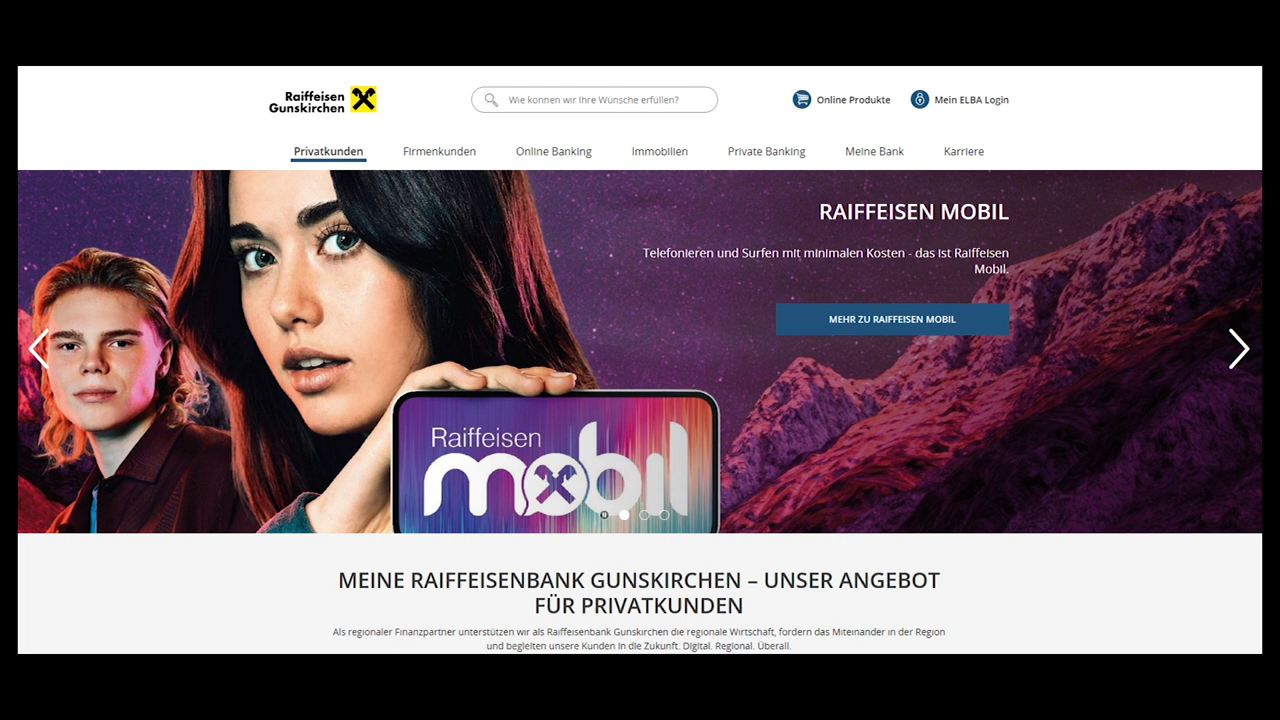 Raiffeisen
Gunskirchen
Wie können wir Ihre Wünsche erfüllen?
Online Produkte
Mein ELBA Login
Privatkunden
Firmenkunden
Online Banking
Immobilien
Private Banking
Meine Bank
Karriere
RAIFFEISEN MOBIL
Telefonieren und Surfen mit minimalen Kosten - das ist Raiffeisen
Mobil.
MEHR ZU RAIFFEISEN MOBIL
Raiffeisen
mobil
MEINE RAIFFEISENBANK GUNSKIRCHEN – UNSER ANGEBOT
FÜR PRIVATKUNDEN
Als regionaler Finanzpartner unterstützen wir als Raiffeisenbank Gunskirchen die regionale Wirtschaft, fördern das Miteinander in der Region
und begleiten unsere Kunden in die Zukunft. Digital. Regional. Überall.